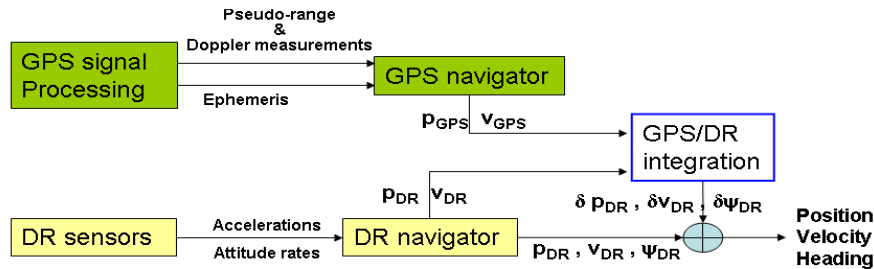 Pseudo-range
&
Doppler measurements
GPS signal
Processing
GPS navigator
Ephemeris
pGPS vGPS
GPS/DR
integration
pDR vDR
δ pDR , δvDR , δψDR
DR sensors
Accelerations
Attitude rates
DR navigator
pDR , vDR , ψDR
Position
Velocity
Heading